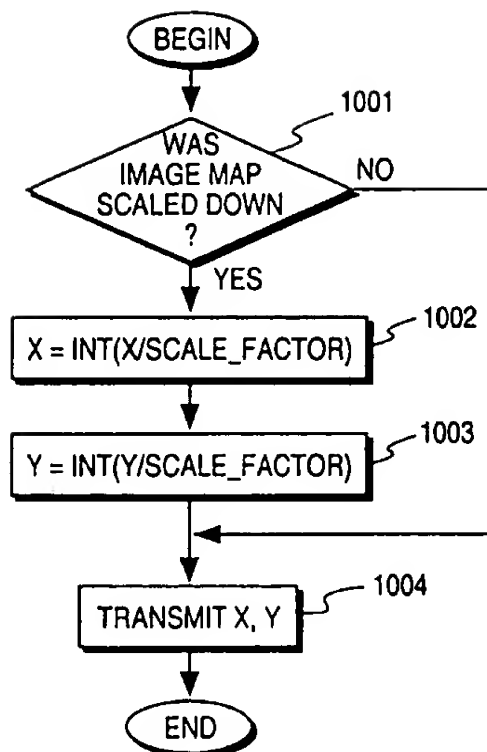 BEGIN
1001
WAS
IMAGE MAP
SCALED DOWN
?
NO
YES
1002
X = INT(X/SCALE_FACTOR)
1003
Y = INT(Y/SCALE_FACTOR)
1004
TRANSMIT X, Y
END